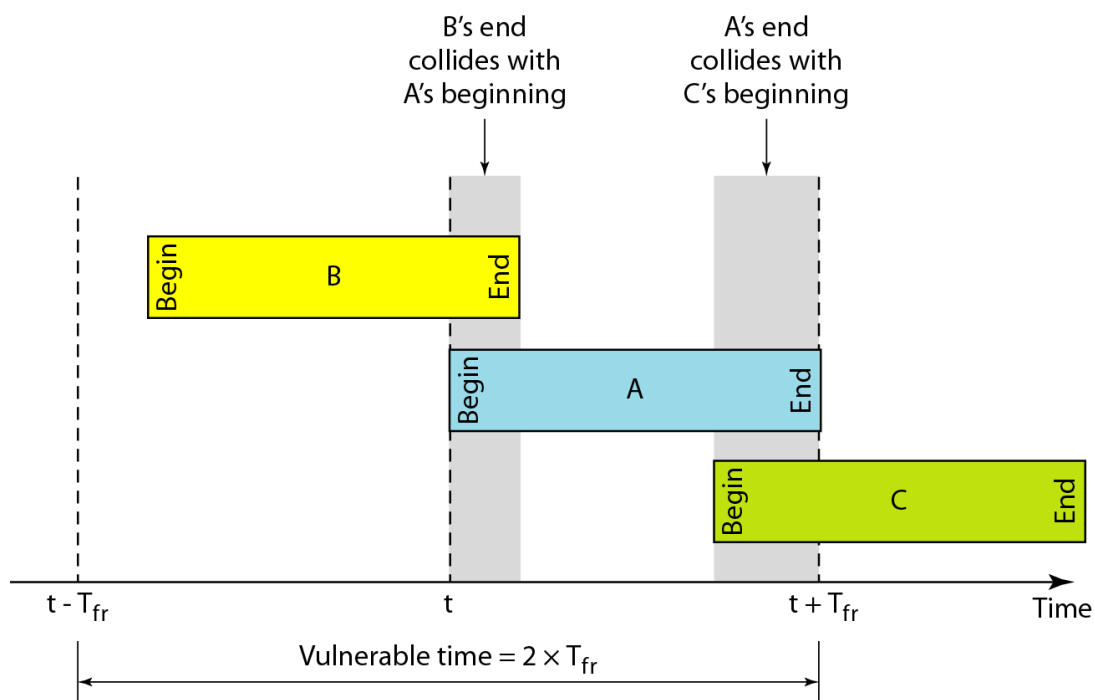 B's end
collides with
A's beginning
A's end
collides with
C's beginning
Begin
B
End
Begin
A
End
Begin
C
End
t - Tfr
t
t + Tfr
Time
Vulnerable time = 2 × Tfr